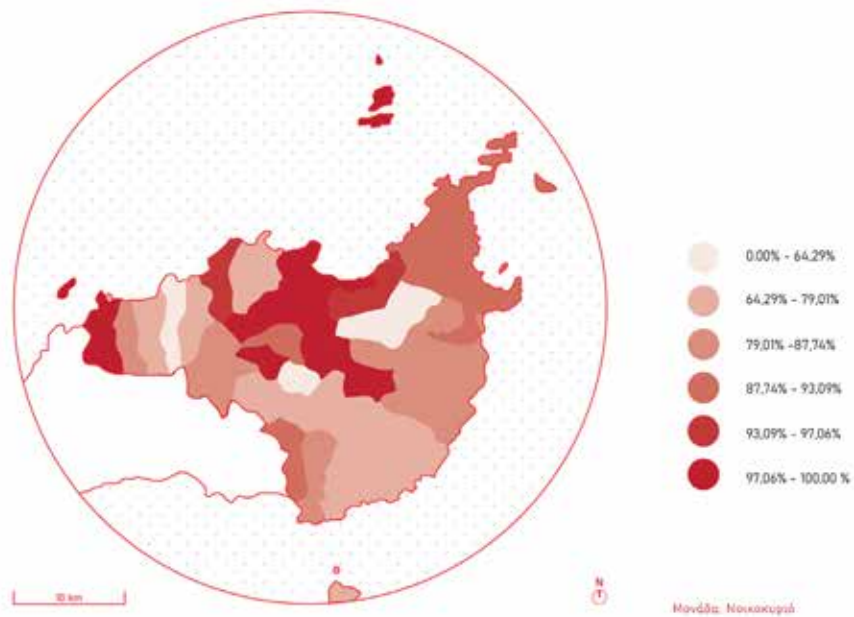 0.00% - 64,29%
64,29% - 79,01%
79,01% -87,74%
87,74% - 93,09%
93,09% - 97,06%
97,06% - 100.00 %
10 km
N
Μονάδα: Νοικοκυριά